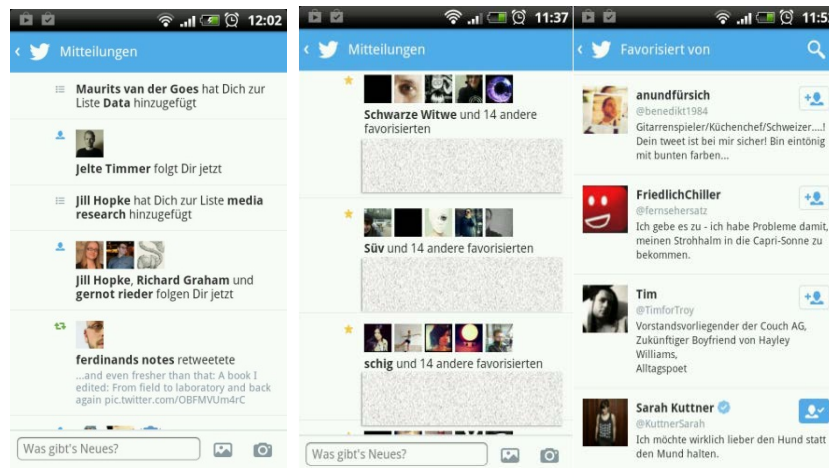 12:02
Mitteilungen
Maurits van der Goes hat Dich zur
Liste Data hinzugefügt
Jelte Timmer folgt Dir jetzt
Jill Hopke hat Dich zur Liste media
research hinzugefügt
Jill Hopke, Richard Graham und
gernot rieder folgen Dir jetzt
ferdinands notes retweetete
...and even fresher than that: A book I
edited: From field to laboratory and back
again pic.twitter.com/OBFMVUm4rC
Was gibt's Neues?
11:37
Mitteilungen
Schwarze Witwe und 14 andere
favorisierten
Süv und 14 andere favorisierten
schig und 14 andere favorisierten
Was gibt's Neues?
11:5
Favorisiert von
anundfürsich
@benedikt1984
Gitarrenspieler/Küchenchef/Schweizer....!
Dein tweet ist bei mir sicher! Bin eintönig
mit bunten farben...
FriedlichChiller
@fernsehersatz
Ich gebe es zu - ich habe Probleme damit,
meinen Strohhalm in die Capri-Sonne zu
bekommen.
Tim
@TimforTroy
Vorstandsvorliegender der Couch AG,
Zukünftiger Boyfriend von Hayley
Williams,
Alltagspoet
Sarah Kuttner
@KuttnerSarah
Ich möchte wirklich lieber den Hund statt
den Mund halten.